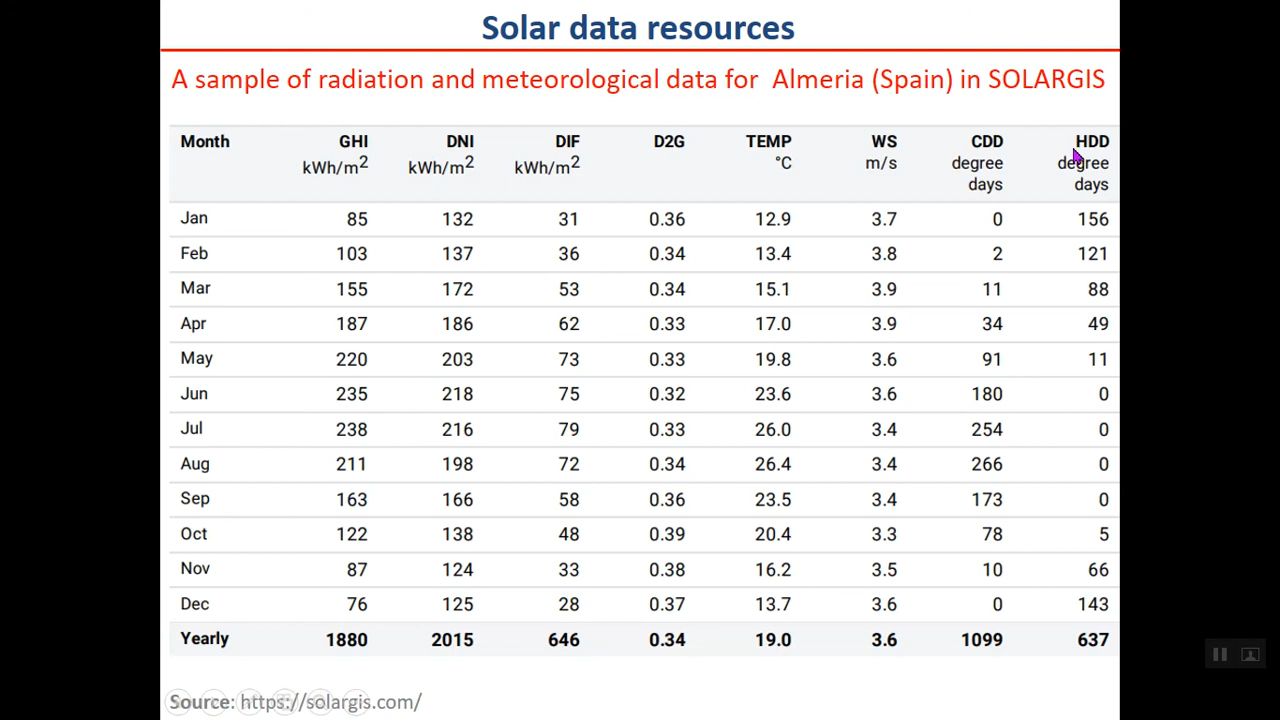 Solar data resources
A sample of radiation and meteorological data for Almeria (Spain) in SOLARGIS
Month GHI DNI DIF D2G TEMP WS CDD HDD
kWh/m2 kWh/m2 kWh/m2 °C m/s degree degree
days days
Jan 85 132 31 0.36 12.9 3.7 0 156
Feb 103 137 36 0.34 13.4 3.8 2 121
Mar 155 172 53 0.34 15.1 3.9 11 88
Apr 187 186 62 0.33 17.0 3.9 34 49
May 220 203 73 0.33 19.8 3.6 91 11
Jun 235 218 75 0.32 23.6 3.6 180 0
Jul 238 216 79 0.33 26.0 3.4 254 0
Aug 211 198 72 0.34 26.4 3.4 266 0
Sep 163 166 58 0.36 23.5 3.4 173 0
Oct 122 138 48 0.39 20.4 3.3 78 5
Nov 87 124 33 0.38 16.2 3.5 10 66
Dec 76 125 28 0.37 13.7 3.6 0 143
Yearly 1880 2015 646 0.34 19.0 3.6 1099 637
Source: https://solargis.com/